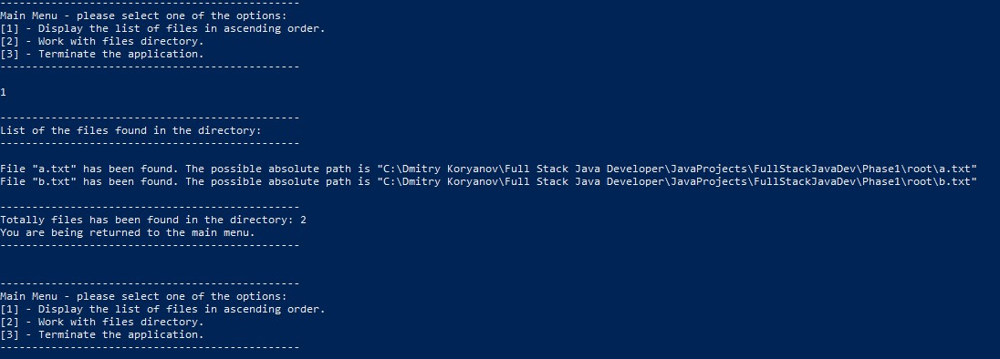 -----------------------------------------------
Main Menu - please select one of the options:
[1] - Display the list of files in ascending order.
[2] - Work with files directory.
[3] - Terminate the application.
-----------------------------------------------
1
-----------------------------------------------
List of the files found in the directory:
-----------------------------------------------
File "a.txt" has been found. The possible absolute path is "C:\Dmitry Koryanov\Full Stack Java Developer\JavaProjects\FullStackJavaDev\Phase1\root\a.txt"
File "b.txt" has been found. The possible absolute path is "C:\Dmitry Koryanov\Full Stack Java Developer\JavaProjects\FullStackJavaDev\Phase1\root\b.txt"
-----------------------------------------------
Totally files has been found in the directory: 2
You are being returned to the main menu.
-----------------------------------------------
-----------------------------------------------
Main Menu - please select one of the options:
[1] - Display the list of files in ascending order.
[2] - Work with files directory.
[3] - Terminate the application.
-----------------------------------------------